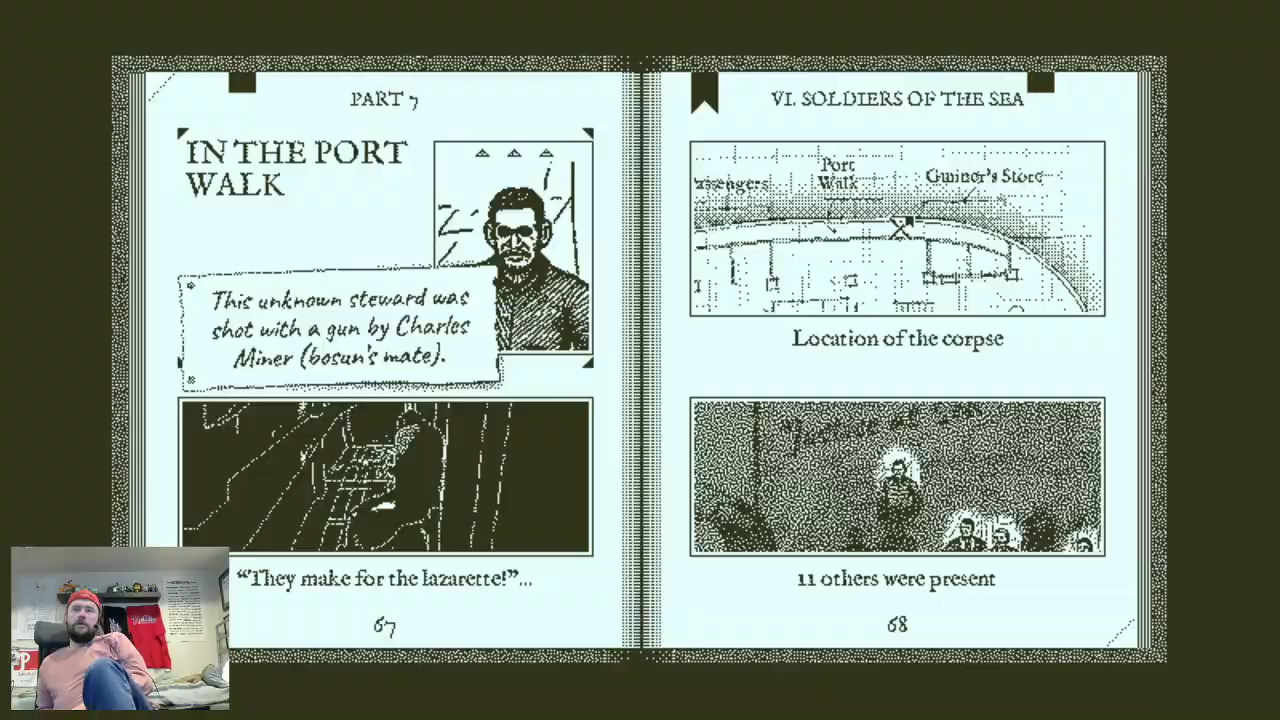 PART 7
IN THE PORT
WALK
This unknown steward was
shot with a gun by Charles
Miner (bosun's mate).
"They make for the lazarette!"...
67
VI. SOLDIERS OF THE SEA
Port
Walk
Gunner's Store
Location of the corpse
11 others were present
68